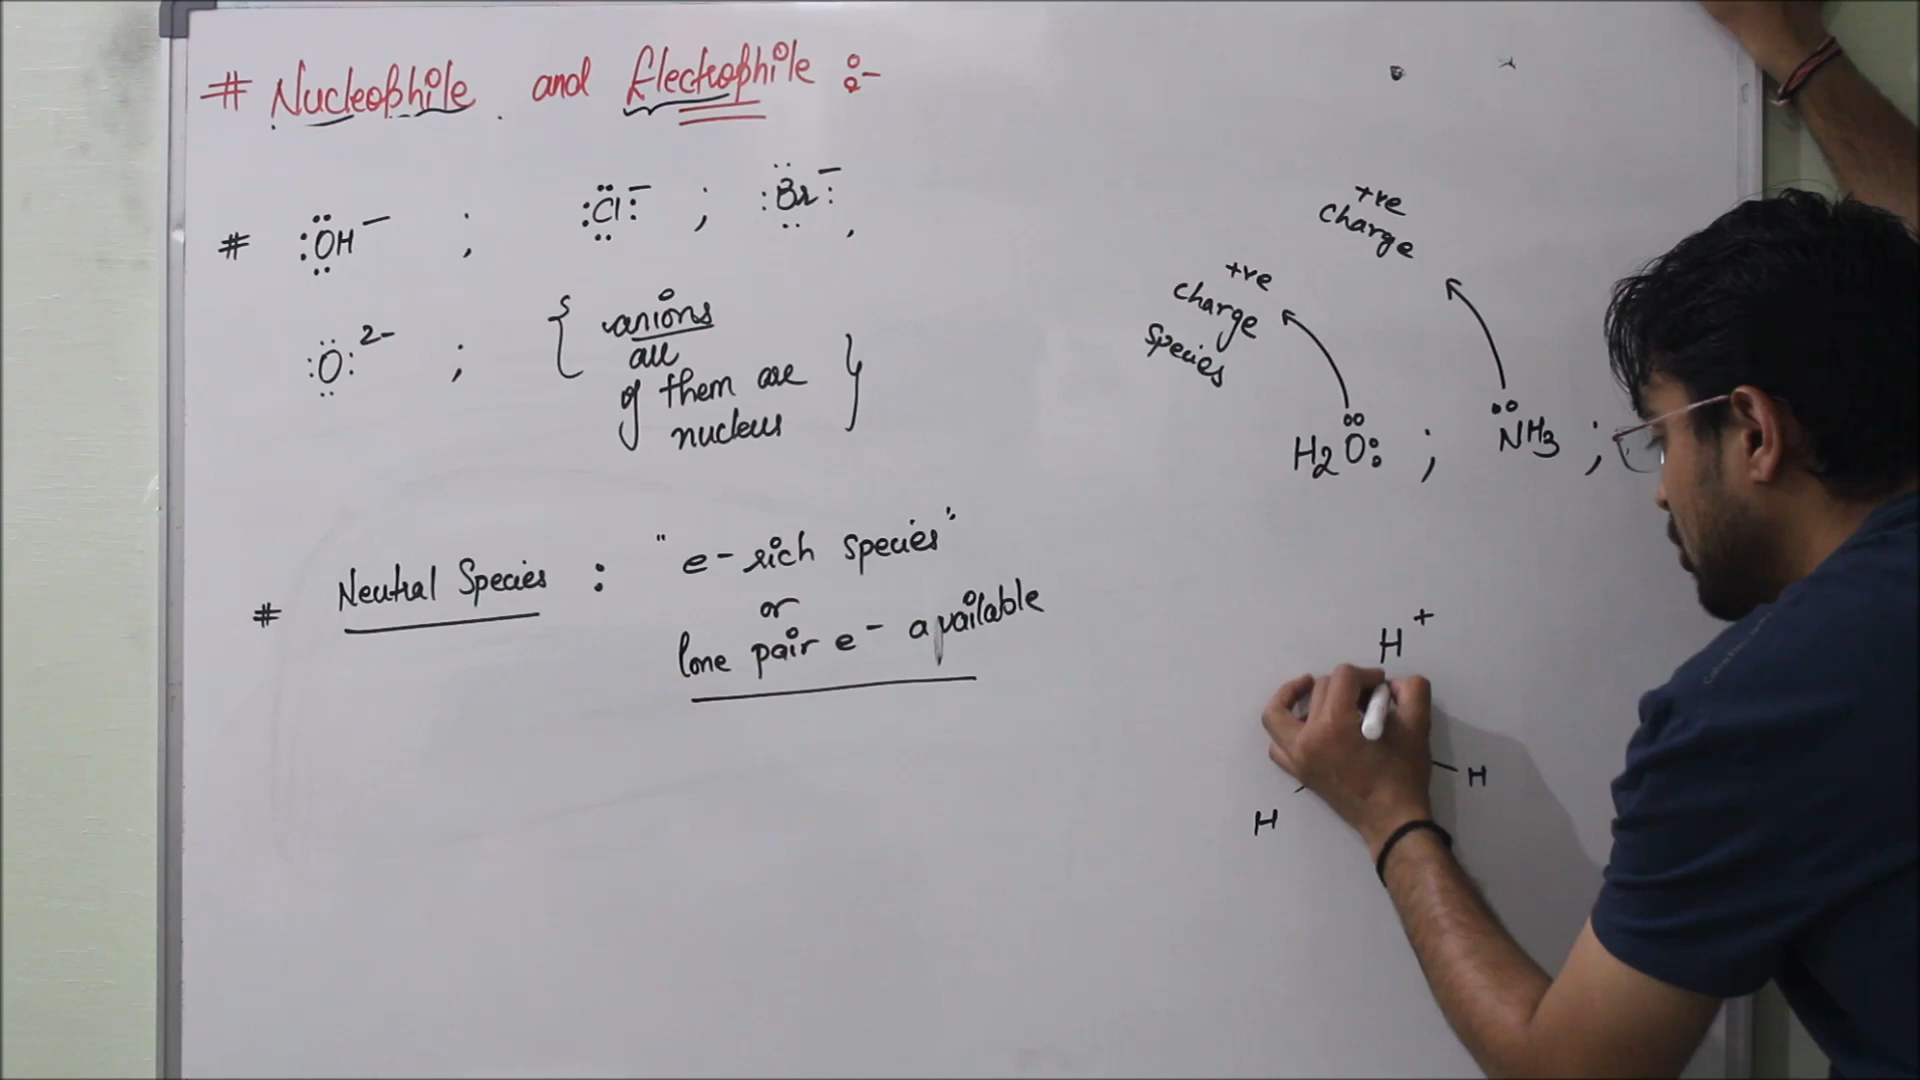 # Nucleophile and Electrophile :-
# :ÖH⁻ ; :Cl:⁻ ; :Br:⁻ ,
:O:²⁻ ; { anions
all
of them are
nucleus }
# Neutral Species : "e- rich species"
or
lone pair e- available
+ve
charge
+ve
charge
species
H2O: ; NH3 ;
H+
H
H